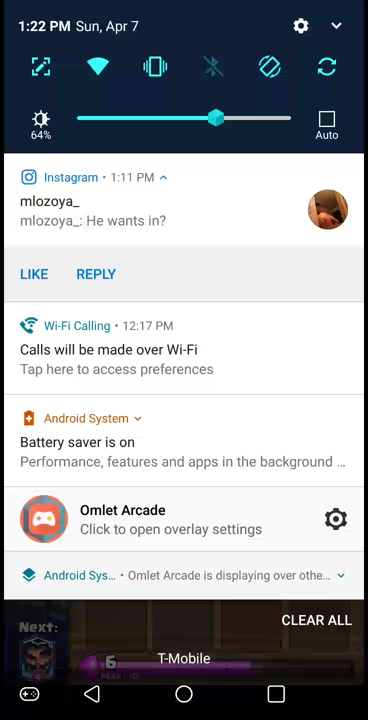 1:22 PM Sun, Apr 7
64%
Auto
Instagram • 1:11 PM
mlozoya_
mlozoya_: He wants in?
LIKE REPLY
Wi-Fi Calling • 12:17 PM
Calls will be made over Wi-Fi
Tap here to access preferences
Android System
Battery saver is on
Performance, features and apps in the background ...
Omlet Arcade
Click to open overlay settings
Android Sys... • Omlet Arcade is displaying over othe...
CLEAR ALL
Next:
6
T-Mobile